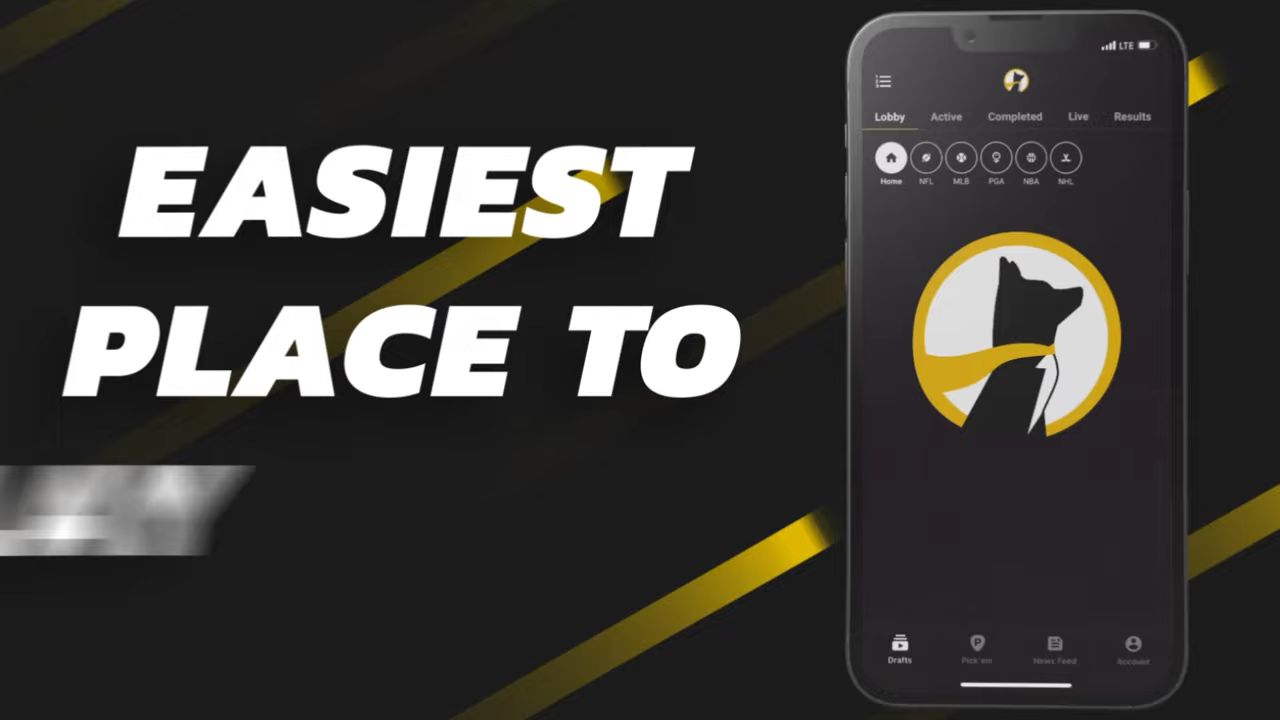 EASIEST
PLACE TO
LTE
Lobby Active Completed Live Results
Home NFL MLB PGA NBA NHL
Drafts Pick'em News Feed Account